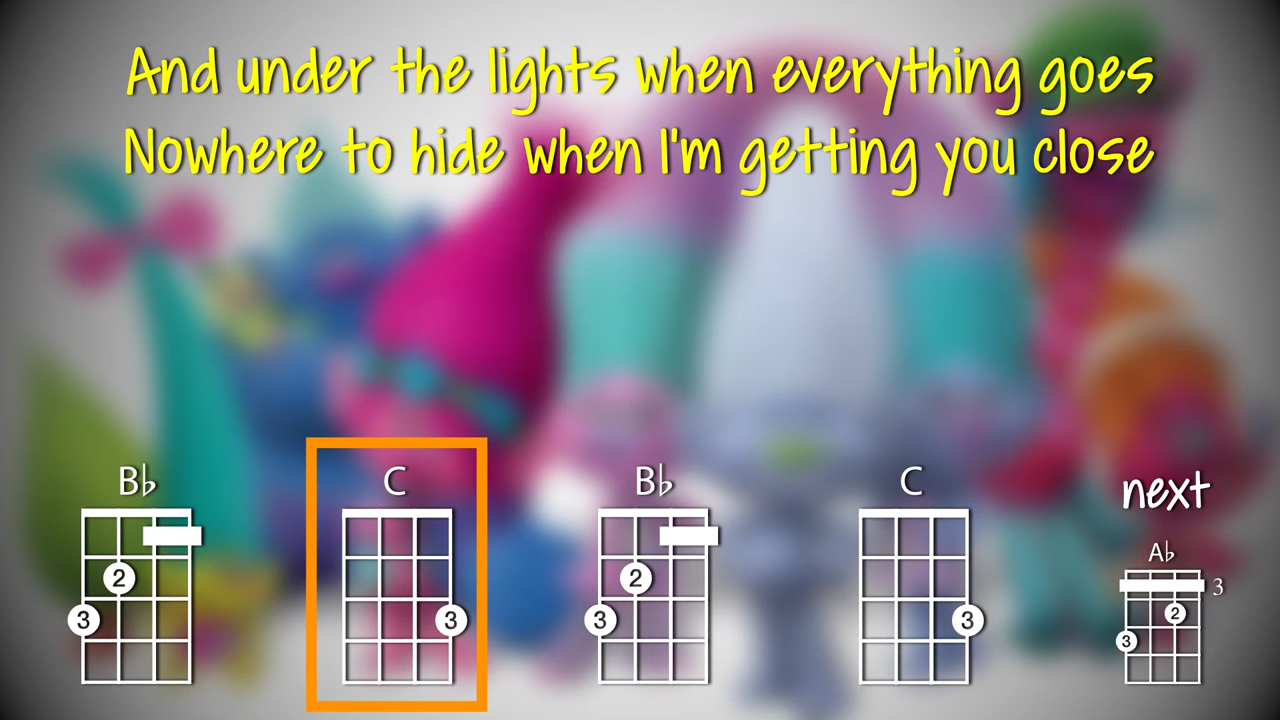 And under the lights when everything goes
Nowhere to hide when I'm getting you close
B♭ C B♭ C next
2 2 A♭
3 3 3 3 3
2
3